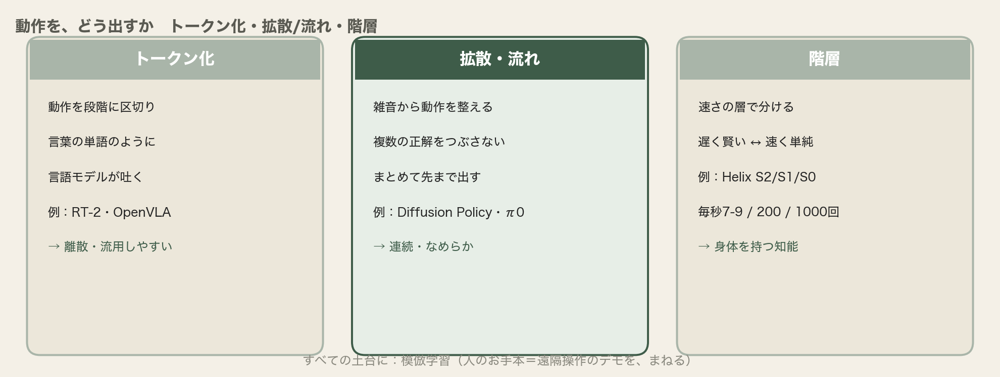 動作を、どう出すか　トークン化・拡散/流れ・階層
トークン化
動作を段階に区切り
言葉の単語のように
言語モデルが吐く
例：RT-2・OpenVLA
→ 離散・流用しやすい
拡散・流れ
雑音から動作を整える
複数の正解をつぶさない
まとめて先まで出す
例：Diffusion Policy・π0
→ 連続・なめらか
階層
速さの層で分ける
遅く賢い ↔ 速く単純
例：Helix S2/S1/S0
毎秒7-9 / 200 / 1000回
→ 身体を持つ知能
すべての土台に：模倣学習（人のお手本＝遠隔操作のデモを、まねる）